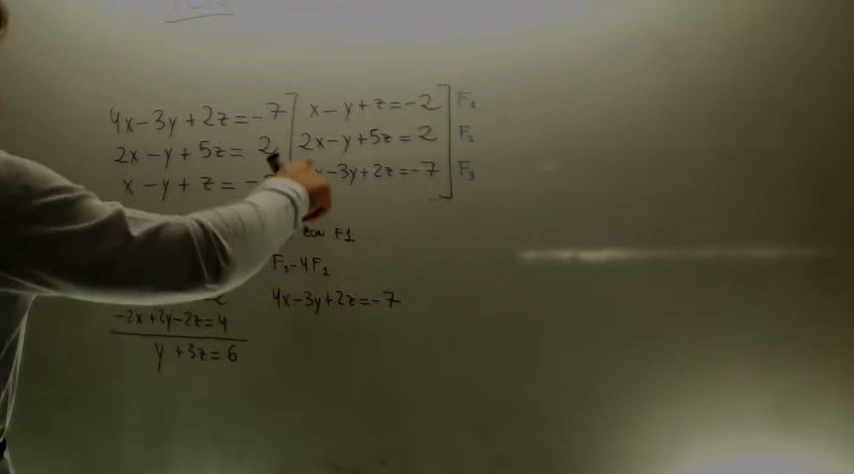 4x-3y+2z=-7
2x-y+5z= 2
x-y+z=-
x-y+z=-2
2x-y+5z=2
-3y+2z=-7
F₁
F₂
F₃
con F1
F₃-4F₁
4x-3y+2z=-7
-2x+2y-2z=4
y+3z=6